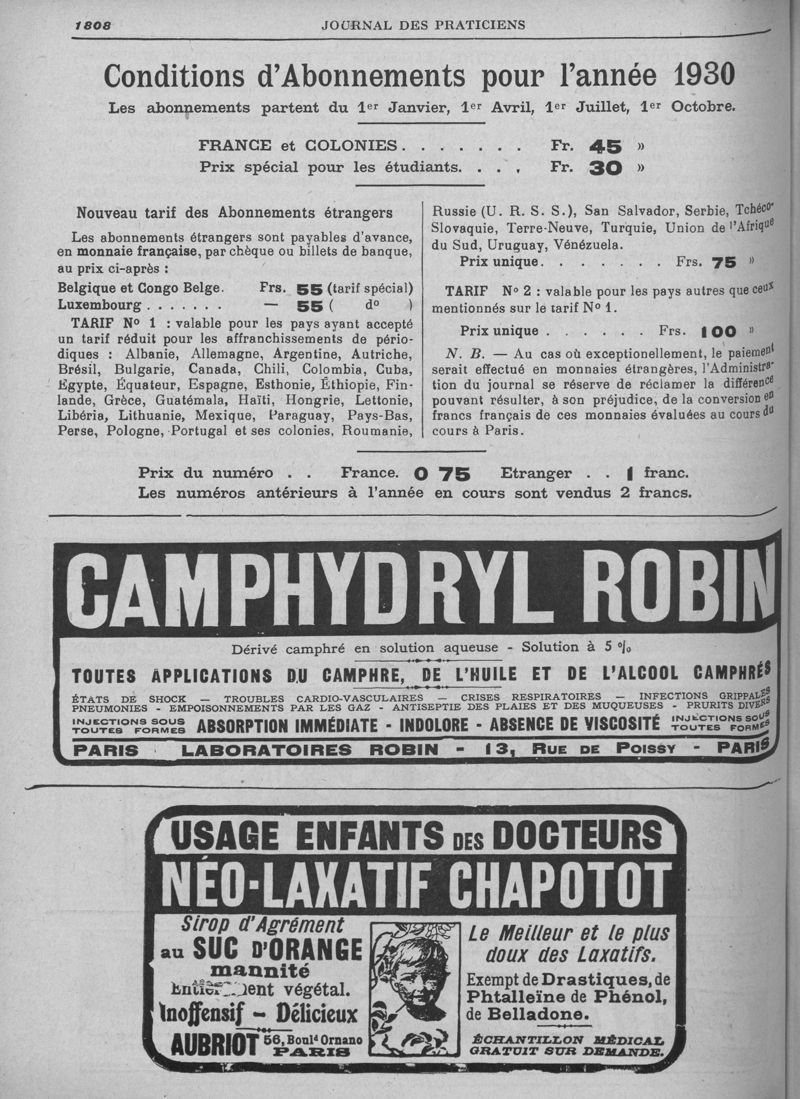 1808
JOURNAL DES PRATICIENS
Conditions d'Abonnements pour l'année 1930
Les abonnements partent du 1er Janvier, 1er Avril, 1er Juillet, 1er Octobre.
FRANCE et COLONIES. . . . . . . Fr. 45 »
Prix spécial pour les étudiants. . . . Fr. 30 »
Nouveau tarif des Abonnements étrangers
Les abonnements étrangers sont payables d'avance,
en monnaie française, par chèque ou billets de banque,
au prix ci-après :
Belgique et Congo Belge. Frs. 55 (tarif spécial)
Luxembourg . . . . . . . — 55 ( do )
TARIF No 1 : valable pour les pays ayant accepté
un tarif réduit pour les affranchissements de pério-
diques : Albanie, Allemagne, Argentine, Autriche,
Brésil, Bulgarie, Canada, Chili, Colombia, Cuba,
Égypte, Équateur, Espagne, Esthonie, Éthiopie, Fin-
lande, Grèce, Guatémala, Haïti, Hongrie, Lettonie,
Libéria, Lithuanie, Mexique, Paraguay, Pays-Bas,
Perse, Pologne, Portugal et ses colonies, Roumanie,
Russie (U. R. S. S.), San Salvador, Serbie, Tchéco-
Slovaquie, Terre-Neuve, Turquie, Union de l'Afrique
du Sud, Uruguay, Vénézuela.
Prix unique. . . . . . . . Frs. 75 »
TARIF No 2 : valable pour les pays autres que ceux
mentionnés sur le tarif No 1.
Prix unique . . . . . . Frs. 100 »
N. B. — Au cas où exceptionellement, le paiement
serait effectué en monnaies étrangères, l'Administra-
tion du journal se réserve de réclamer la différence
pouvant résulter, à son préjudice, de la conversion en
francs français de ces monnaies évaluées au cours du
cours à Paris.
Prix du numéro . . France. 0 75 Etranger . . 1 franc.
Les numéros antérieurs à l'année en cours sont vendus 2 francs.
CAMPHYDRYL ROBIN
Dérivé camphré en solution aqueuse - Solution à 5 %
TOUTES APPLICATIONS DU CAMPHRE, DE L'HUILE ET DE L'ALCOOL CAMPHRÉS
ÉTATS DE SHOCK — TROUBLES CARDIO-VASCULAIRES — CRISES RESPIRATOIRES — INFECTIONS GRIPPALES
PNEUMONIES - EMPOISONNEMENTS PAR LES GAZ - ANTISEPTIE DES PLAIES ET DES MUQUEUSES - PRURITS DIVERS
INJECTIONS SOUS TOUTES FORMES ABSORPTION IMMÉDIATE - INDOLORE - ABSENCE DE VISCOSITÉ INJECTIONS SOUS TOUTES FORMES
PARIS LABORATOIRES ROBIN - 13, RUE DE POISSY - PARIS
USAGE ENFANTS DES DOCTEURS
NÉO-LAXATIF CHAPOTOT
Sirop d'Agrément
au SUC D'ORANGE
mannité
végétal.
Inoffensif - Délicieux
AUBRIOT 56, Bould Ornano
PARIS
Le Meilleur et le plus
doux des Laxatifs.
Exempt de Drastiques, de
Phtalleïne de Phénol,
de Belladone.
ÉCHANTILLON MÉDICAL
GRATUIT SUR DEMANDE.